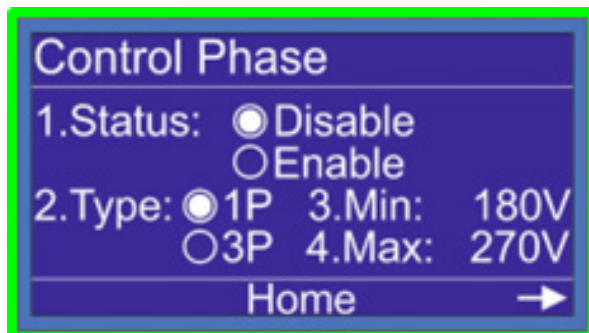 Control Phase
1.Status: Disable
Enable
2.Type: 1P 3.Min: 180V
3P 4.Max: 270V
Home